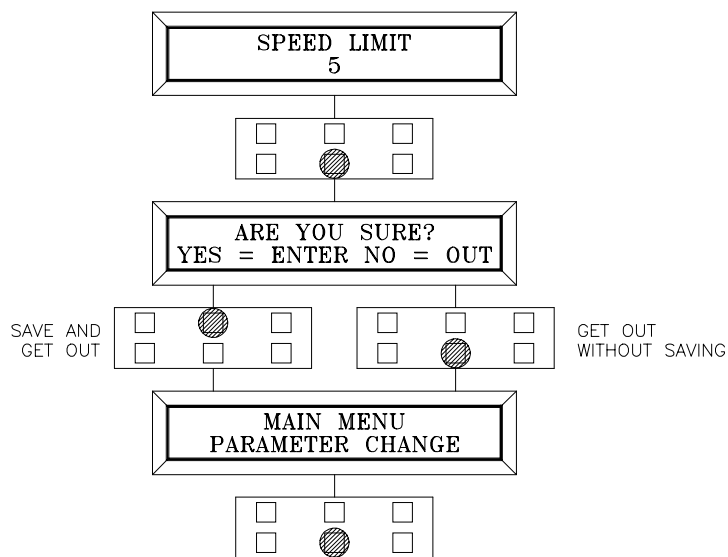 SPEED LIMIT
5
ARE YOU SURE?
YES = ENTER NO = OUT
SAVE AND
GET OUT
GET OUT
WITHOUT SAVING
MAIN MENU
PARAMETER CHANGE